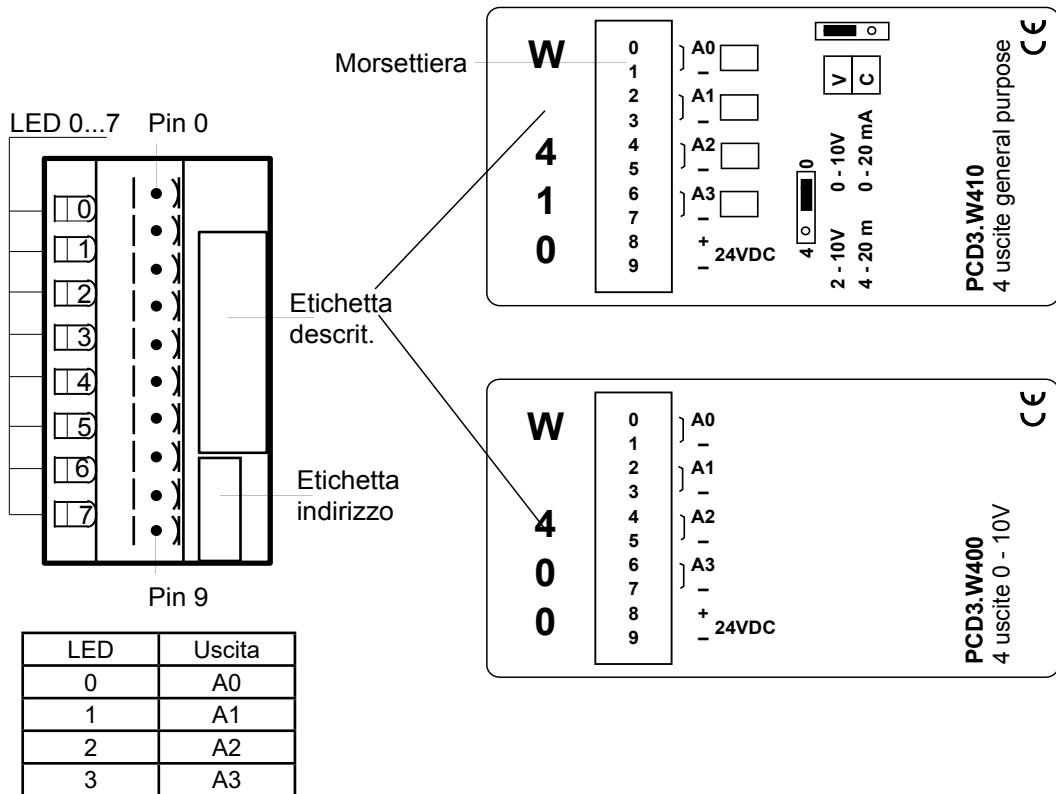 LED 0...7
Pin 0
0
1
2
3
4
5
6
7
Pin 9
Morsettiera
Etichetta
descrit.
Etichetta
indirizzo
W
4
1
0
0
1
2
3
4
5
6
7
8
9
A0
–
A1
–
A2
–
A3
–
+
– 24VDC
V
C
4
0
2 - 10V 0 - 10V
4 - 20 m 0 - 20 mA
PCD3.W410
4 uscite general purpose
CE
W
4
0
0
0
1
2
3
4
5
6
7
8
9
A0
–
A1
–
A2
–
A3
–
+
– 24VDC
PCD3.W400
4 uscite 0 - 10V
CE
LED Uscita
0 A0
1 A1
2 A2
3 A3